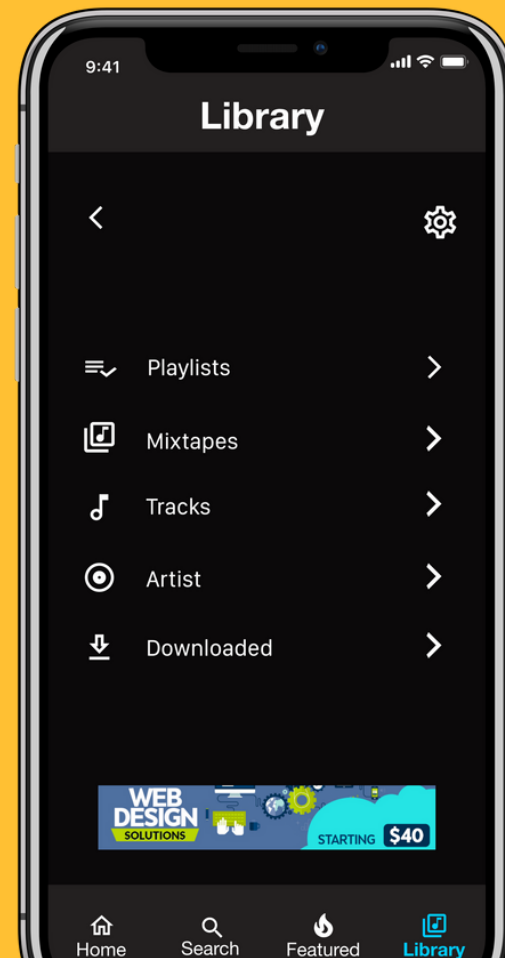 9:41
Library
Playlists
Mixtapes
Tracks
Artist
Downloaded
WEB
DESIGN
SOLUTIONS
STARTING $40
Home Search Featured Library